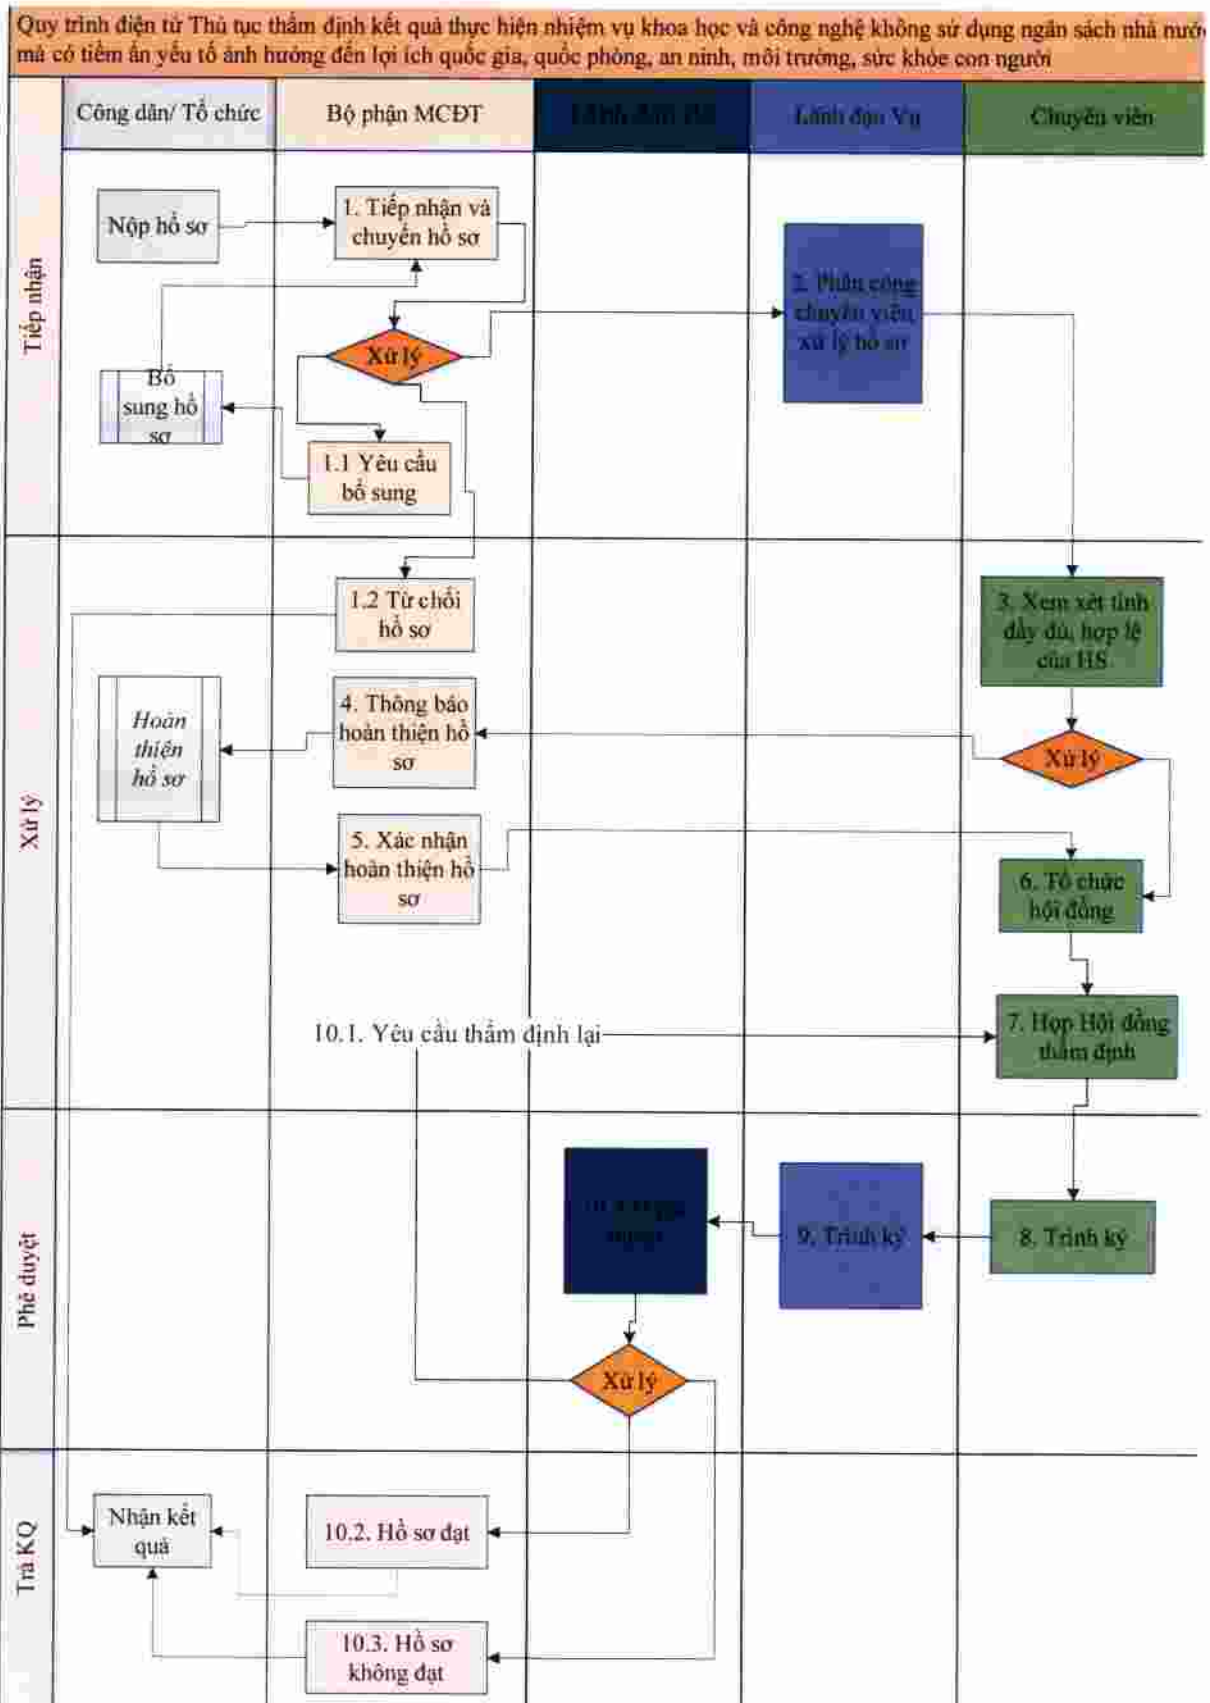 Quy trình điện tử Thủ tục thẩm định kết quả thực hiện nhiệm vụ khoa học và công nghệ không sử dụng ngân sách nhà nước
mà có tiềm ẩn yếu tố ảnh hưởng đến lợi ích quốc gia, quốc phòng, an ninh, môi trường, sức khỏe con người
Công dân/ Tổ chức
Bộ phận MCĐT
Lãnh đạo Bộ
Lãnh đạo Vụ
Chuyên viên
Tiếp nhận
Nộp hồ sơ
1. Tiếp nhận và
chuyển hồ sơ
2. Phân công
chuyên viên
xử lý hồ sơ
Xử lý
Bổ
sung hồ
sơ
1.1 Yêu cầu
bổ sung
Xử lý
1.2 Từ chối
hồ sơ
3. Xem xét tính
đầy đủ, hợp lệ
của HS
Hoàn
thiện
hồ sơ
4. Thông báo
hoàn thiện hồ
sơ
Xử lý
5. Xác nhận
hoàn thiện hồ
sơ
6. Tổ chức
hội đồng
10.1. Yêu cầu thẩm định lại
7. Họp Hội đồng
thẩm định
Phê duyệt
9. Trình ký
8. Trình ký
Xử lý
Trả KQ
Nhận kết
quả
10.2. Hồ sơ đạt
10.3. Hồ sơ
không đạt